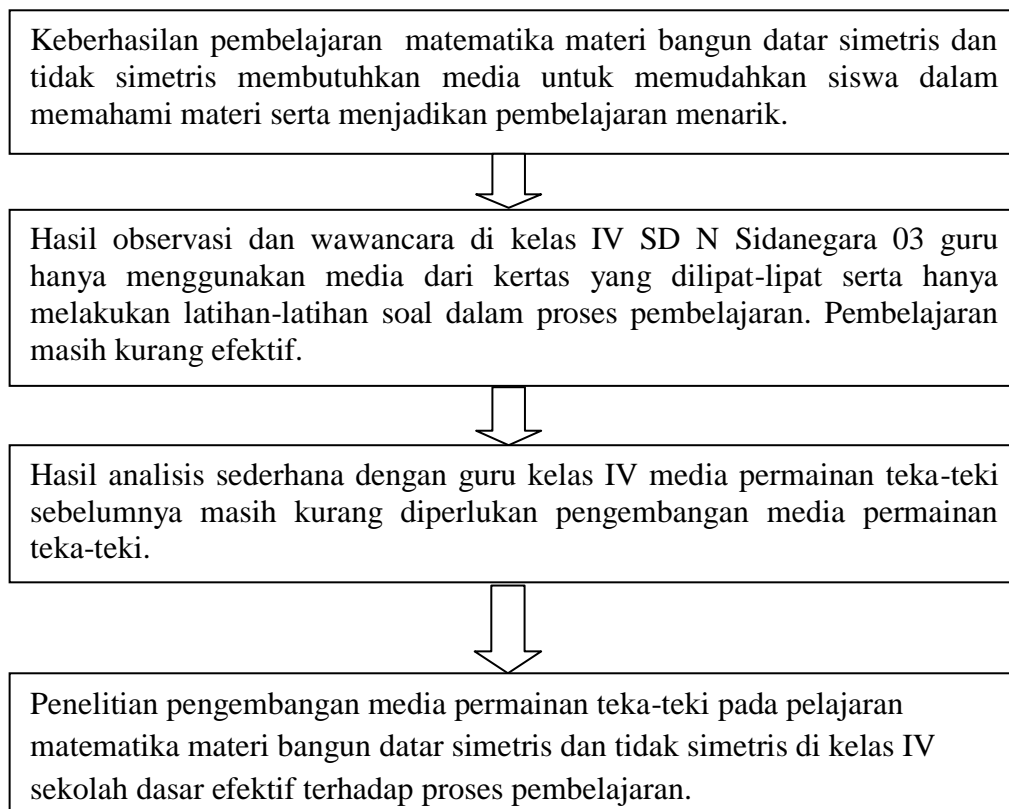 Keberhasilan pembelajaran matematika materi bangun datar simetris dan
tidak simetris membutuhkan media untuk memudahkan siswa dalam
memahami materi serta menjadikan pembelajaran menarik.
Hasil observasi dan wawancara di kelas IV SD N Sidanegara 03 guru
hanya menggunakan media dari kertas yang dilipat-lipat serta hanya
melakukan latihan-latihan soal dalam proses pembelajaran. Pembelajaran
masih kurang efektif.
Hasil analisis sederhana dengan guru kelas IV media permainan teka-teki
sebelumnya masih kurang diperlukan pengembangan media permainan
teka-teki.
Penelitian pengembangan media permainan teka-teki pada pelajaran
matematika materi bangun datar simetris dan tidak simetris di kelas IV
sekolah dasar efektif terhadap proses pembelajaran.